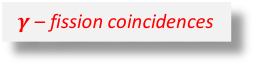 γ – fission coincidences